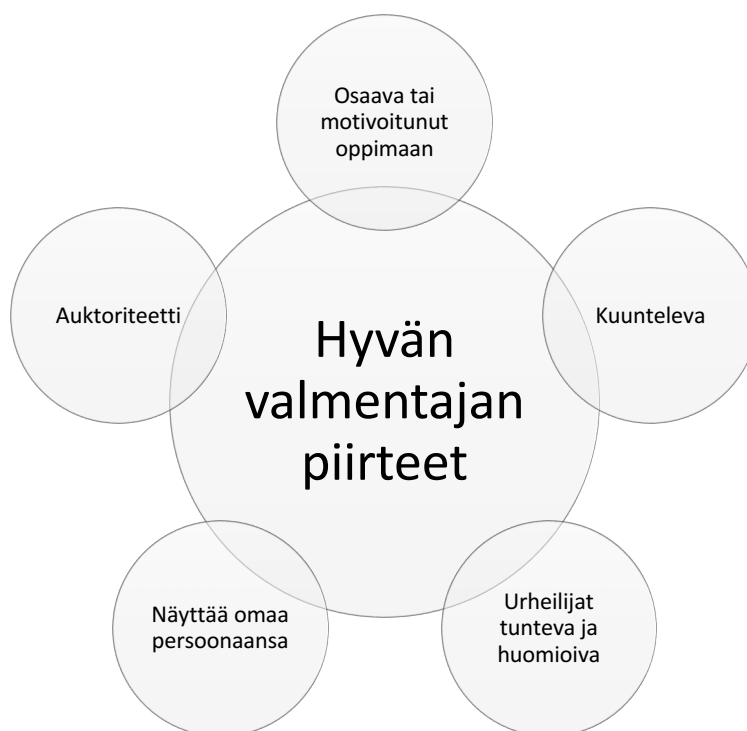 Osaava tai
motivoitunut
oppimaan
Auktoriteetti
Kuunteleva
Hyvän
valmentajan
piirteet
Näyttää omaa
persoonaansa
Urheilijat
tunteva ja
huomioiva